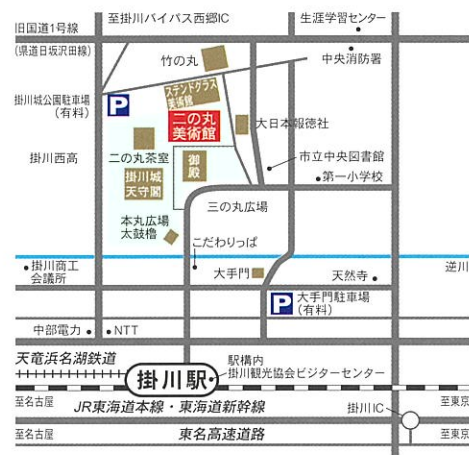 至掛川バイパス西郷IC
生涯学習センター
旧国道1号線
(県道日坂沢田線)
竹の丸
中央消防署
ステンドグラス
美術館
掛川城公園駐車場
(有料)
P
二の丸
美術館
大日本報徳社
掛川西高
二の丸茶室
御殿
市立中央図書館
掛川城
天守閣
第一小学校
三の丸広場
本丸広場
太鼓櫓
こだわりっぱ
掛川商工
会議所
大手門
天然寺
逆川
P
大手門駐車場
(有料)
中部電力
NTT
天竜浜名湖鉄道
駅構内
掛川観光協会ビジターセンター
掛川駅
至名古屋
JR東海道本線・東海道新幹線
掛川IC
至東京
至名古屋
東名高速道路
至東京